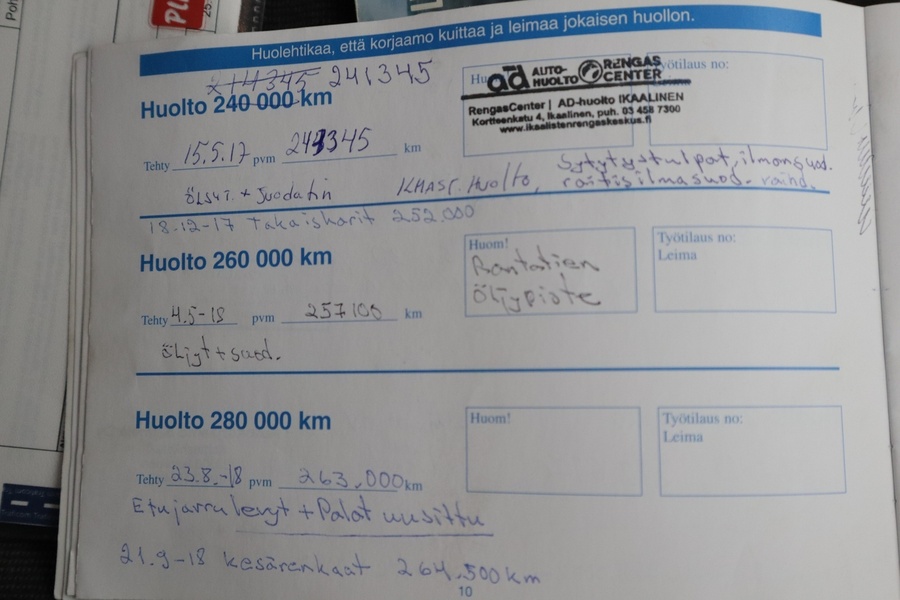 Huolehtikaa, että korjaamo kuittaa ja leimaa jokaisen huollon.
241345
Huolto 240 000 km
Hu
ad AUTO-HUOLTO RENGAS CENTER
Työtilaus no:
RengasCenter | AD-huolto IKAALINEN
Kortteenkatu 4, Ikaalinen, puh. 03 458 7300
www.ikaalistenrengaskeskus.fi
Tehty 15.5.17 pvm 241345 km
Sytytystulpat, ilmansuod.
+ Suodatin Huolto, raitisilmasuod. vaihd.
18.12-17 Takaisharit 252.000
Huolto 260 000 km
Huom!
Rantatien
öljypiste
Työtilaus no:
Leima
Tehty 4.5-18 pvm 257100 km
öljyt + suod.
Huolto 280 000 km
Huom!
Työtilaus no:
Leima
Tehty 23.8.-18 pvm 263.000 km
Etujarrulevyt + Palat uusittu
21.9-18 kesärenkaat 264.500 km
10